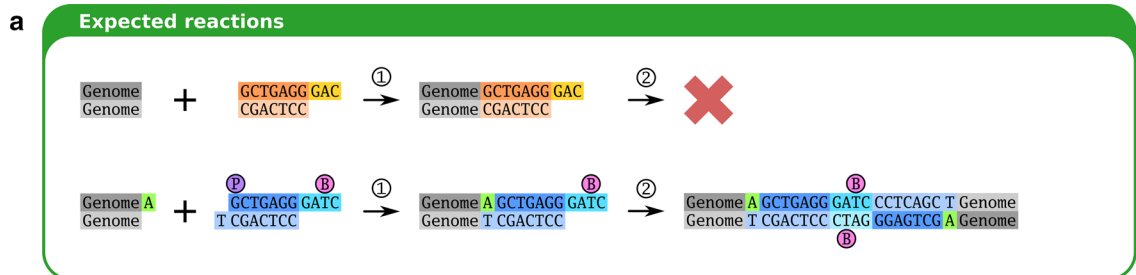 a
Expected reactions
① ②
Genome + GCTGAGG GAC Genome GCTGAGG GAC
Genome CGACTCC Genome CGACTCC
P B ① B ② B
Genome A + GCTGAGG GATC Genome A GCTGAGG GATC Genome A GCTGAGG GATC CCTCAGC T Genome
Genome T CGACTCC Genome T CGACTCC Genome T CGACTCC CTAG GGAGTCG A Genome
B